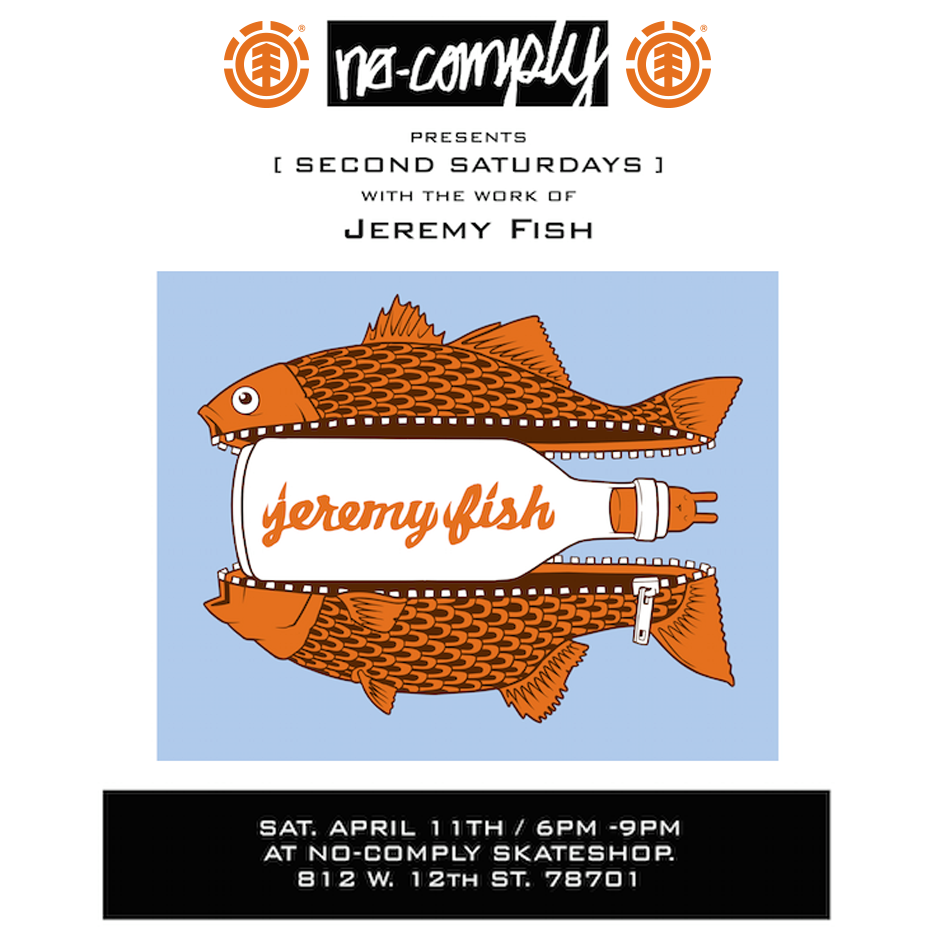 no-comply
PRESENTS
[ SECOND SATURDAYS ]
WITH THE WORK OF
JEREMY FISH
jeremy fish
SAT. APRIL 11TH / 6PM -9PM
AT NO-COMPLY SKATESHOP.
812 W. 12TH ST. 78701